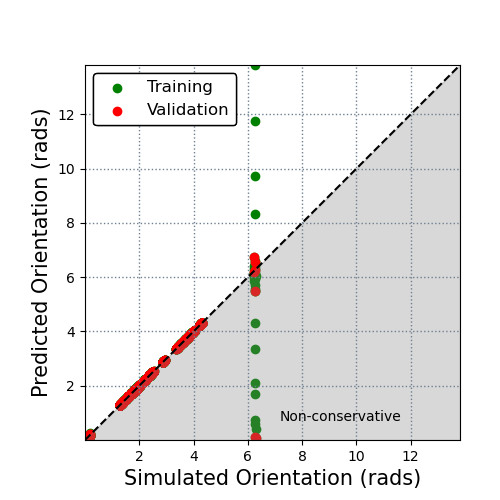 Training
Validation
Predicted Orientation (rads)
12
10
8
6
4
2
Non-conservative
2 4 6 8 10 12
Simulated Orientation (rads)